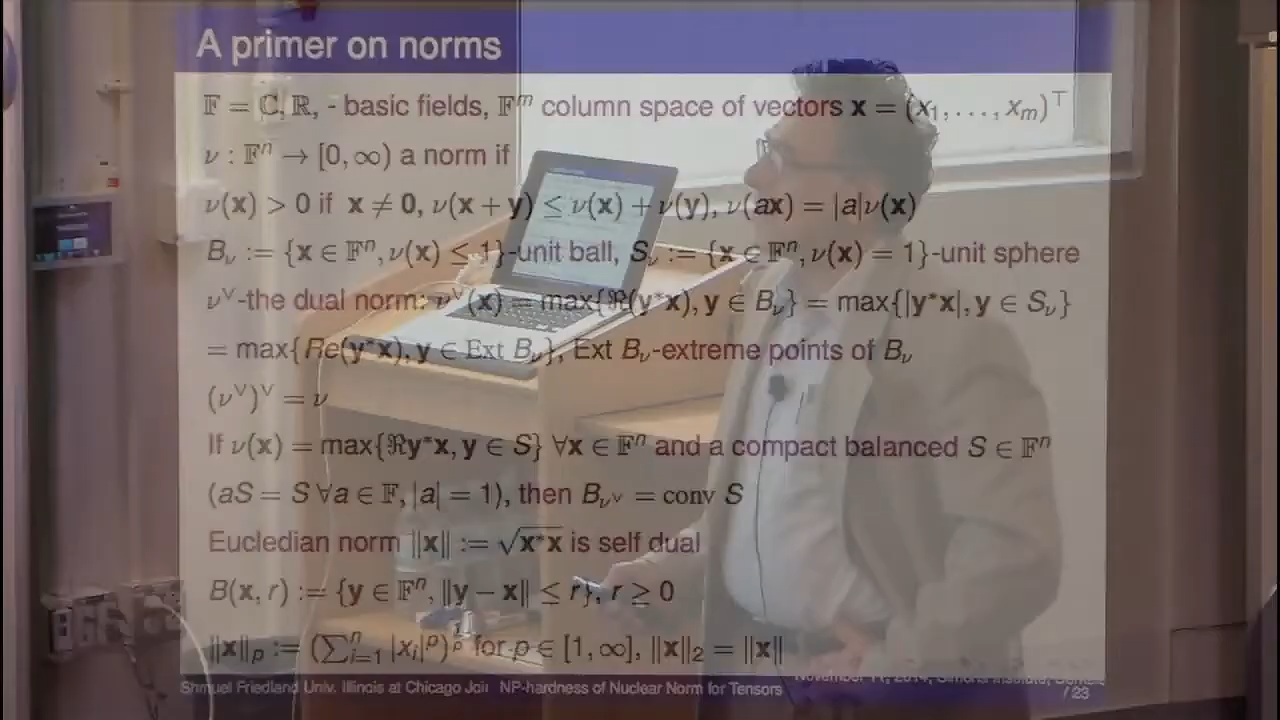 A primer on norms
𝔽 = ℂ, ℝ, - basic fields, 𝔽ᵐ column space of vectors 𝐱 = (x₁, . . . , xₘ)ᵀ
ν : 𝔽ⁿ → [0, ∞) a norm if
ν(𝐱) > 0 if 𝐱 ≠ 𝟎, ν(𝐱 + 𝐲) ≤ ν(𝐱) + ν(𝐲), ν(a𝐱) = |a|ν(𝐱)
B_ν := {𝐱 ∈ 𝔽ⁿ, ν(𝐱) ≤ 1}-unit ball, S_ν := {𝐱 ∈ 𝔽ⁿ, ν(𝐱) = 1}-unit sphere
ν^∨-the dual norm: ν^∨(𝐱) = max{ℜ(𝐲*𝐱), 𝐲 ∈ B_ν} = max{|𝐲*𝐱|, 𝐲 ∈ S_ν}
= max{Re(𝐲*𝐱), 𝐲 ∈ Ext B_ν}, Ext B_ν-extreme points of B_ν
(ν^∨)^∨ = ν
If ν(𝐱) = max{ℜ𝐲*𝐱, 𝐲 ∈ S} ∀𝐱 ∈ 𝔽ⁿ and a compact balanced S ∈ 𝔽ⁿ
(aS = S ∀a ∈ 𝔽, |a| = 1), then B_ν^∨ = conv S
Eucledian norm ‖𝐱‖ := √𝐱*𝐱 is self dual
B(𝐱, r) := {𝐲 ∈ 𝔽ⁿ, ‖𝐲 − 𝐱‖ ≤ r}, r ≥ 0
‖𝐱‖ₚ := (∑ⁿᵢ₌₁ |xᵢ|ᵖ)^(1/p) for p ∈ [1, ∞], ‖𝐱‖₂ = ‖𝐱‖
Shmuel Friedland Univ. Illinois at Chicago NP-hardness of Nuclear Norm for Tensors
/ 23